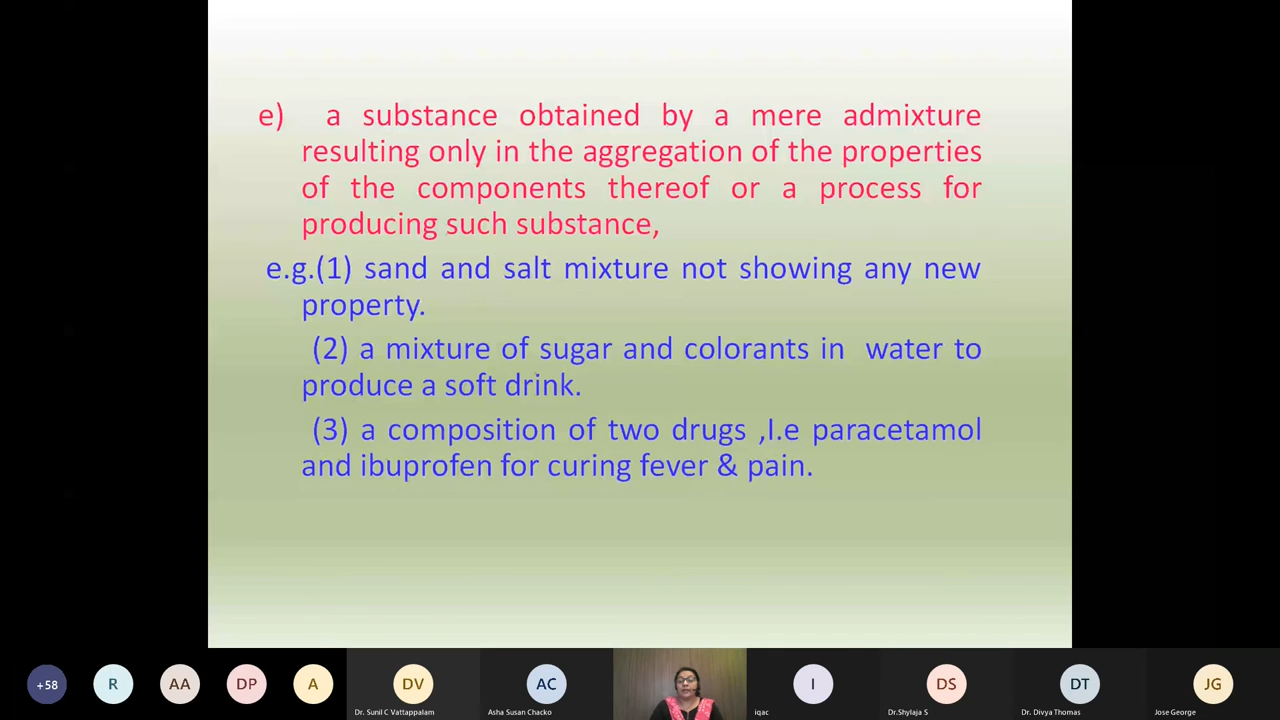 e) a substance obtained by a mere admixture
resulting only in the aggregation of the properties
of the components thereof or a process for
producing such substance,
e.g.(1) sand and salt mixture not showing any new
property.
(2) a mixture of sugar and colorants in water to
produce a soft drink.
(3) a composition of two drugs ,I.e paracetamol
and ibuprofen for curing fever & pain.
+58 R AA DP A DV AC I DS DT JG
Dr. Sunil C Vattappalam Asha Susan Chacko iqac Dr.Shylaja S Dr. Divya Thomas Jose George